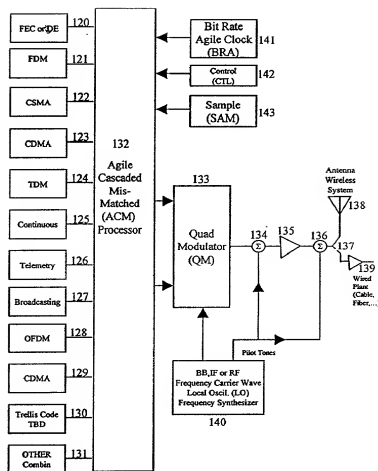 FEC or DE
120
FDM
121
CSMA
122
CDMA
123
TDM
124
Continuous
125
Telemetry
126
Broadcasting
127
OFDM
128
CDMA
129
Trellis Code
TBD
130
OTHER
Combin
131
132
Agile
Cascaded
Mis-
Matched
(ACM)
Processor
Bit Rate
Agile Clock
(BRA)
141
Control
(CTL)
142
Sample
(SAM)
143
133
Quad
Modulator
(QM)
134
Σ
135
136
Σ
Antenna
Wireless
System
138
137
139
Wired
Plant
(Cable,
Fiber,...
Pilot Tones
BB,IF or RF
Frequency Carrier Wave
Local Oscil. (LO)
Frequency Synthesizer
140